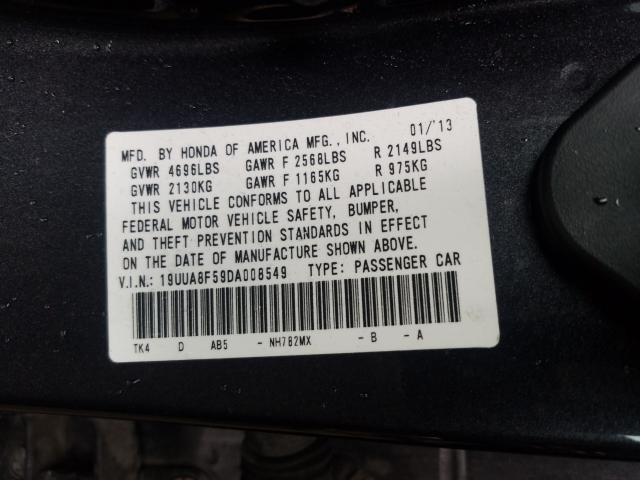 MFD. BY HONDA OF AMERICA MFG., INC. 01/'13
GVWR 4696LBS GAWR F 2568LBS R 2149LBS
GVWR 2130KG GAWR F 1165KG R 975KG
THIS VEHICLE CONFORMS TO ALL APPLICABLE
FEDERAL MOTOR VEHICLE SAFETY, BUMPER,
AND THEFT PREVENTION STANDARDS IN EFFECT
ON THE DATE OF MANUFACTURE SHOWN ABOVE.
V.I.N.: 19UUA8F59DA008549 TYPE: PASSENGER CAR
TK4 D AB5 - NH782MX - B - A